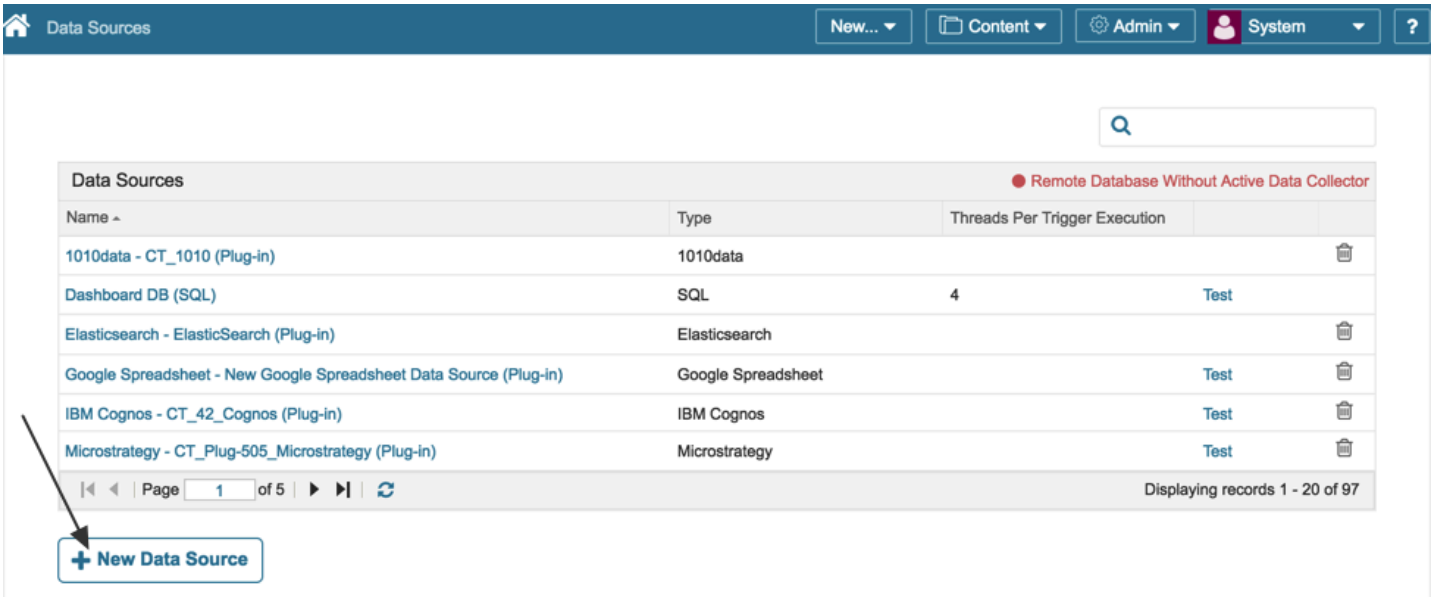 Data Sources New... Content Admin System ?
Data Sources Remote Database Without Active Data Collector
Name Type Threads Per Trigger Execution
1010data - CT_1010 (Plug-in) 1010data
Dashboard DB (SQL) SQL 4 Test
Elasticsearch - ElasticSearch (Plug-in) Elasticsearch
Google Spreadsheet - New Google Spreadsheet Data Source (Plug-in) Google Spreadsheet Test
IBM Cognos - CT_42_Cognos (Plug-in) IBM Cognos Test
Microstrategy - CT_Plug-505_Microstrategy (Plug-in) Microstrategy Test
Page 1 of 5 Displaying records 1 - 20 of 97
+ New Data Source